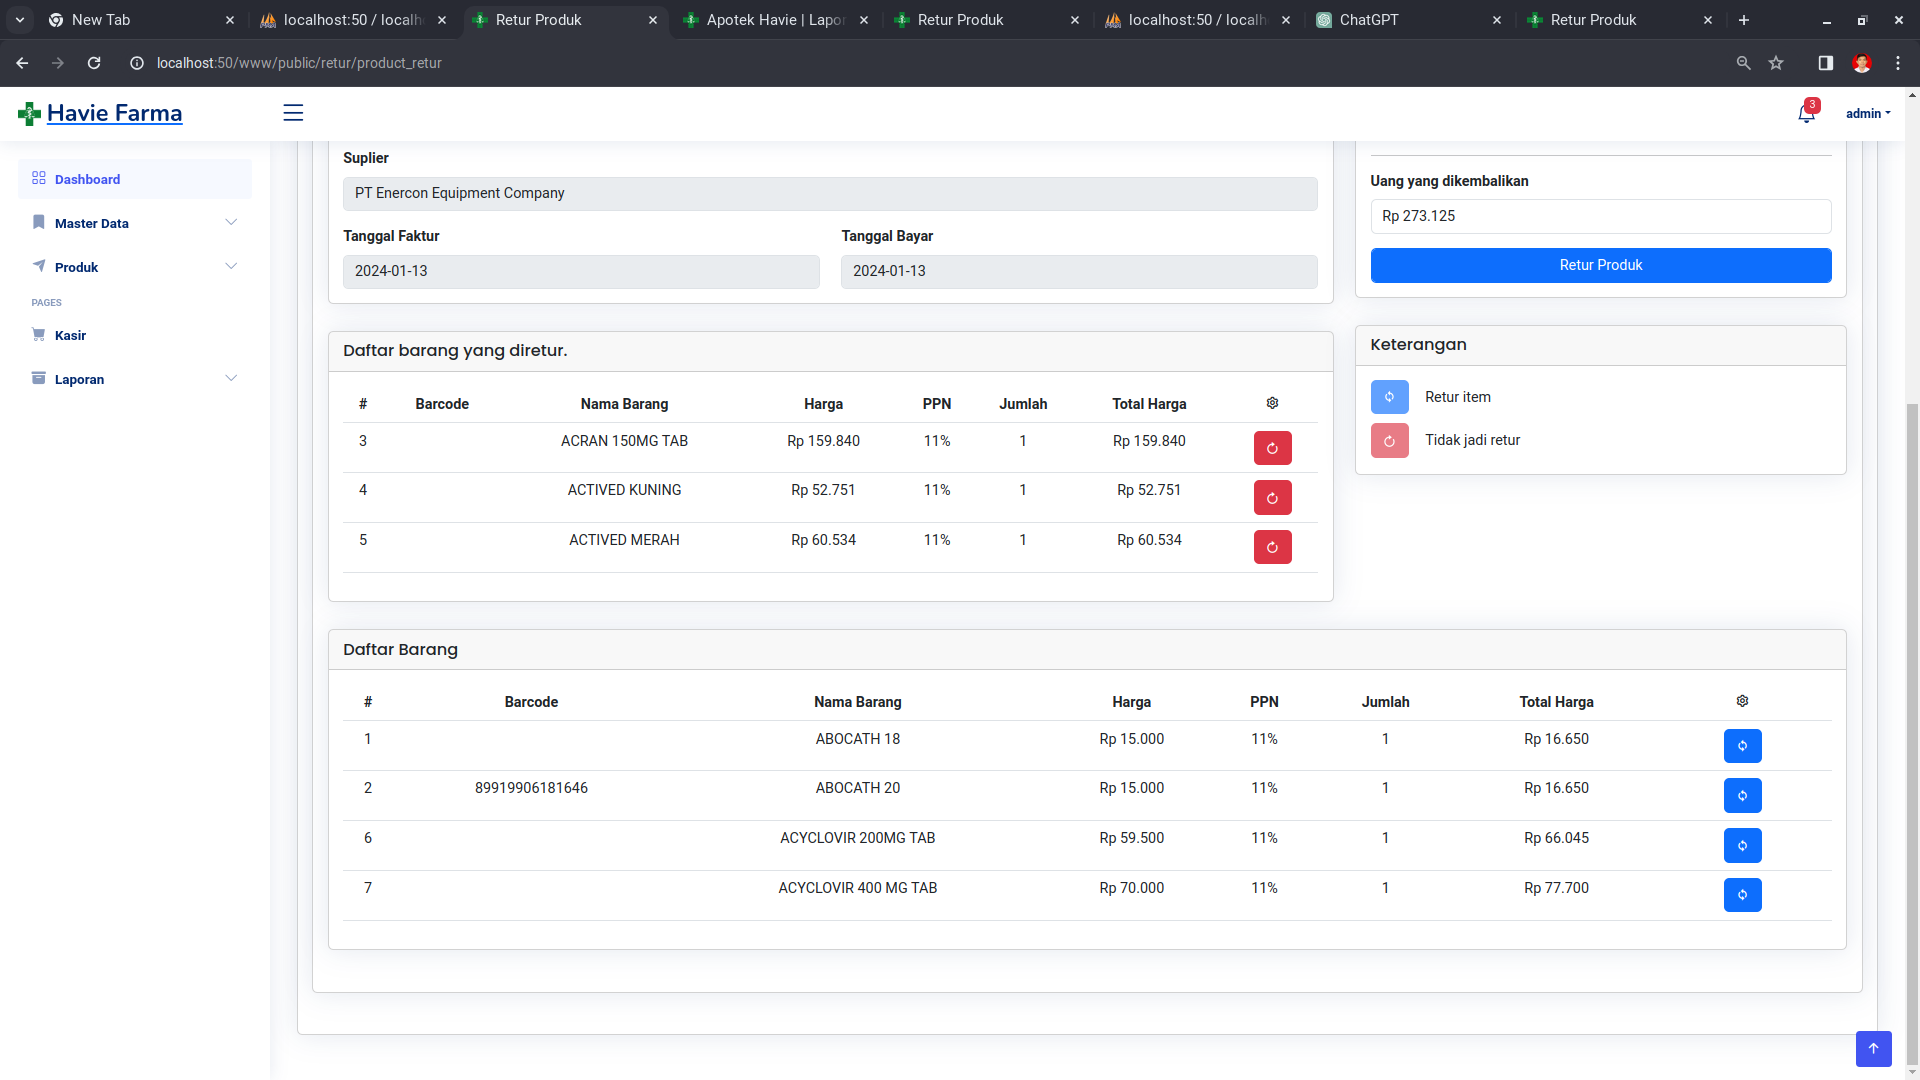 New Tab
localhost:50 / localh
Retur Produk
Apotek Havie | Lapor
Retur Produk
localhost:50 / localh
ChatGPT
Retur Produk
localhost:50/www/public/retur/product_retur
Havie Farma
3
admin
Dashboard
Master Data
Produk
PAGES
Kasir
Laporan
Suplier
PT Enercon Equipment Company
Tanggal Faktur
Tanggal Bayar
2024-01-13
2024-01-13
Uang yang dikembalikan
Rp 273.125
Retur Produk
Daftar barang yang diretur.
# Barcode Nama Barang Harga PPN Jumlah Total Harga
3 ACRAN 150MG TAB Rp 159.840 11% 1 Rp 159.840
4 ACTIVED KUNING Rp 52.751 11% 1 Rp 52.751
5 ACTIVED MERAH Rp 60.534 11% 1 Rp 60.534
Keterangan
Retur item
Tidak jadi retur
Daftar Barang
# Barcode Nama Barang Harga PPN Jumlah Total Harga
1 ABOCATH 18 Rp 15.000 11% 1 Rp 16.650
2 89919906181646 ABOCATH 20 Rp 15.000 11% 1 Rp 16.650
6 ACYCLOVIR 200MG TAB Rp 59.500 11% 1 Rp 66.045
7 ACYCLOVIR 400 MG TAB Rp 70.000 11% 1 Rp 77.700